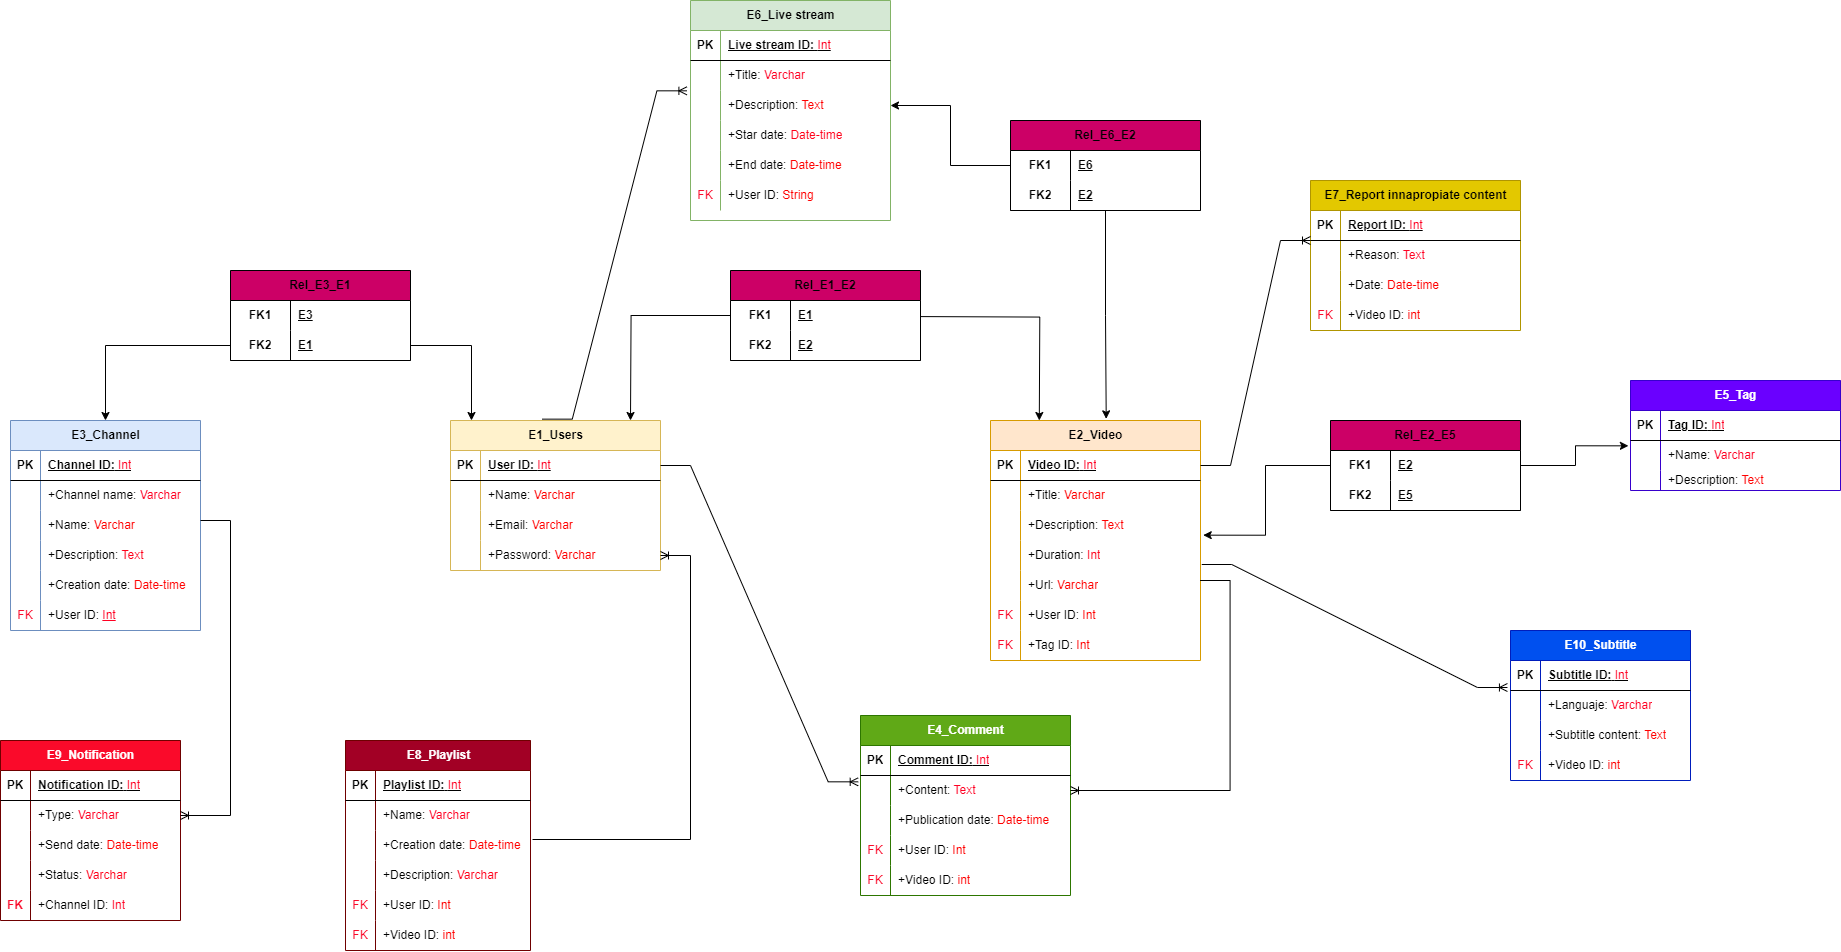 E6_Live stream
PK Live stream ID: Int
+Title: Varchar
+Description: Text
+Star date: Date-time
+End date: Date-time
FK +User ID: String
Rel_E6_E2
FK1 E6
FK2 E2
E7_Report innapropiate content
PK Report ID: Int
+Reason: Text
+Date: Date-time
FK +Video ID: int
Rel_E3_E1
FK1 E3
FK2 E1
Rel_E1_E2
FK1 E1
FK2 E2
E3_Channel
PK Channel ID: Int
+Channel name: Varchar
+Name: Varchar
+Description: Text
+Creation date: Date-time
FK +User ID: Int
E1_Users
PK User ID: Int
+Name: Varchar
+Email: Varchar
+Password: Varchar
E2_Video
PK Video ID: Int
+Title: Varchar
+Description: Text
+Duration: Int
+Url: Varchar
FK +User ID: Int
FK +Tag ID: Int
Rel_E2_E5
FK1 E2
FK2 E5
E5_Tag
PK Tag ID: Int
+Name: Varchar
+Description: Text
E9_Notification
PK Notification ID: Int
+Type: Varchar
+Send date: Date-time
+Status: Varchar
FK +Channel ID: Int
E8_Playlist
PK Playlist ID: Int
+Name: Varchar
+Creation date: Date-time
+Description: Varchar
FK +User ID: Int
FK +Video ID: int
E4_Comment
PK Comment ID: Int
+Content: Text
+Publication date: Date-time
FK +User ID: Int
FK +Video ID: int
E10_Subtitle
PK Subtitle ID: Int
+Languaje: Varchar
+Subtitle content: Text
FK +Video ID: int